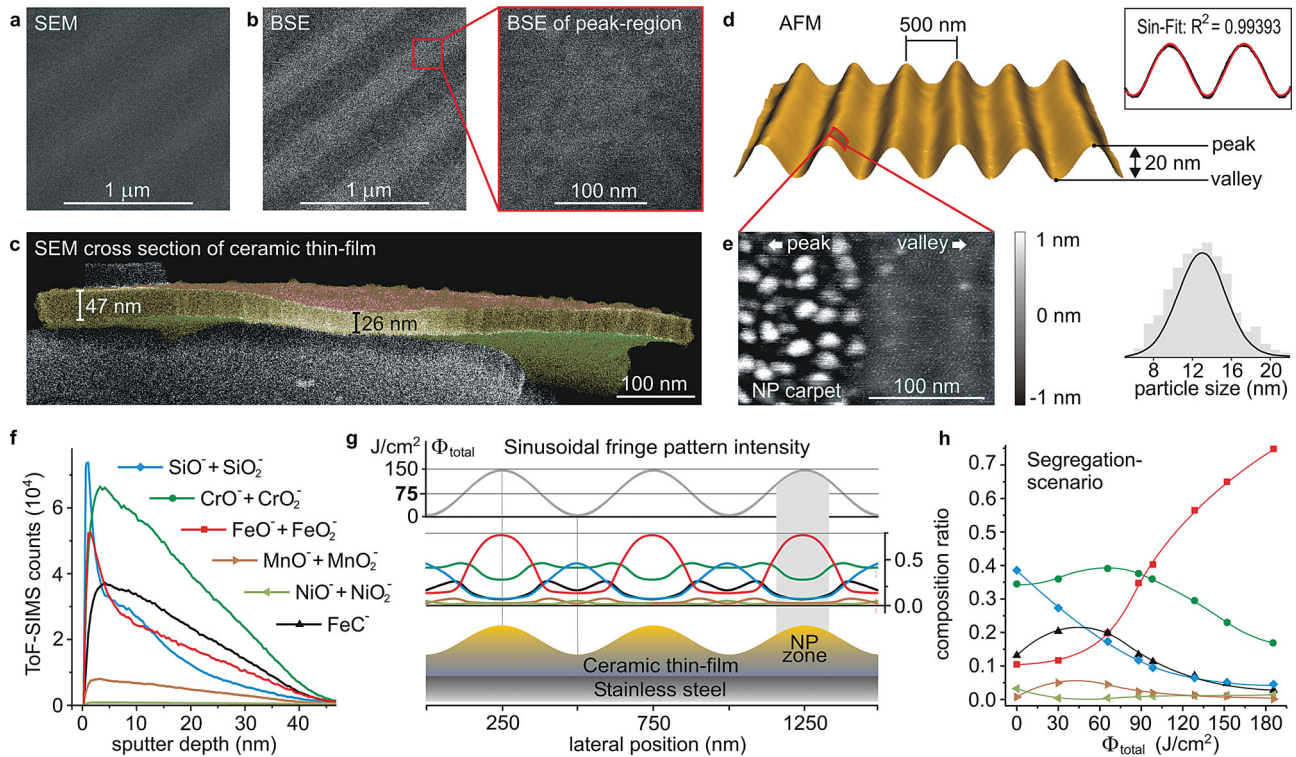 a SEM
1 μm
b BSE
1 μm
BSE of peak-region
100 nm
c SEM cross section of ceramic thin-film
47 nm
26 nm
100 nm
d AFM
500 nm
Sin-Fit: R² = 0.99393
peak
20 nm
valley
e peak valley
NP carpet
100 nm
1 nm
0 nm
-1 nm
8 12 16 20
particle size (nm)
f
ToF-SIMS counts (10⁴)
6
4
2
0
0 10 20 30 40
sputter depth (nm)
SiO⁻ + SiO₂⁻
CrO⁻ + CrO₂⁻
FeO⁻ + FeO₂⁻
MnO⁻ + MnO₂⁻
NiO⁻ + NiO₂⁻
FeC⁻
g
J/cm² Φtotal Sinusoidal fringe pattern intensity
150
75
0
0.5
0.0
NP
zone
Ceramic thin-film
Stainless steel
250 750 1250
lateral position (nm)
h
Segregation-
scenario
composition ratio
0.7
0.6
0.5
0.4
0.3
0.2
0.1
0.0
0 30 60 90 120 150 180
Φtotal (J/cm²)